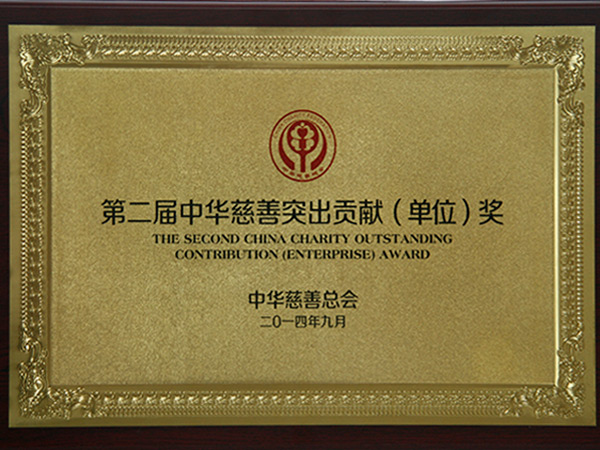 第二届中华慈善突出贡献（单位）奖
THE SECOND CHINA CHARITY OUTSTANDING
CONTRIBUTION (ENTERPRISE) AWARD
中华慈善总会
二〇一四年九月